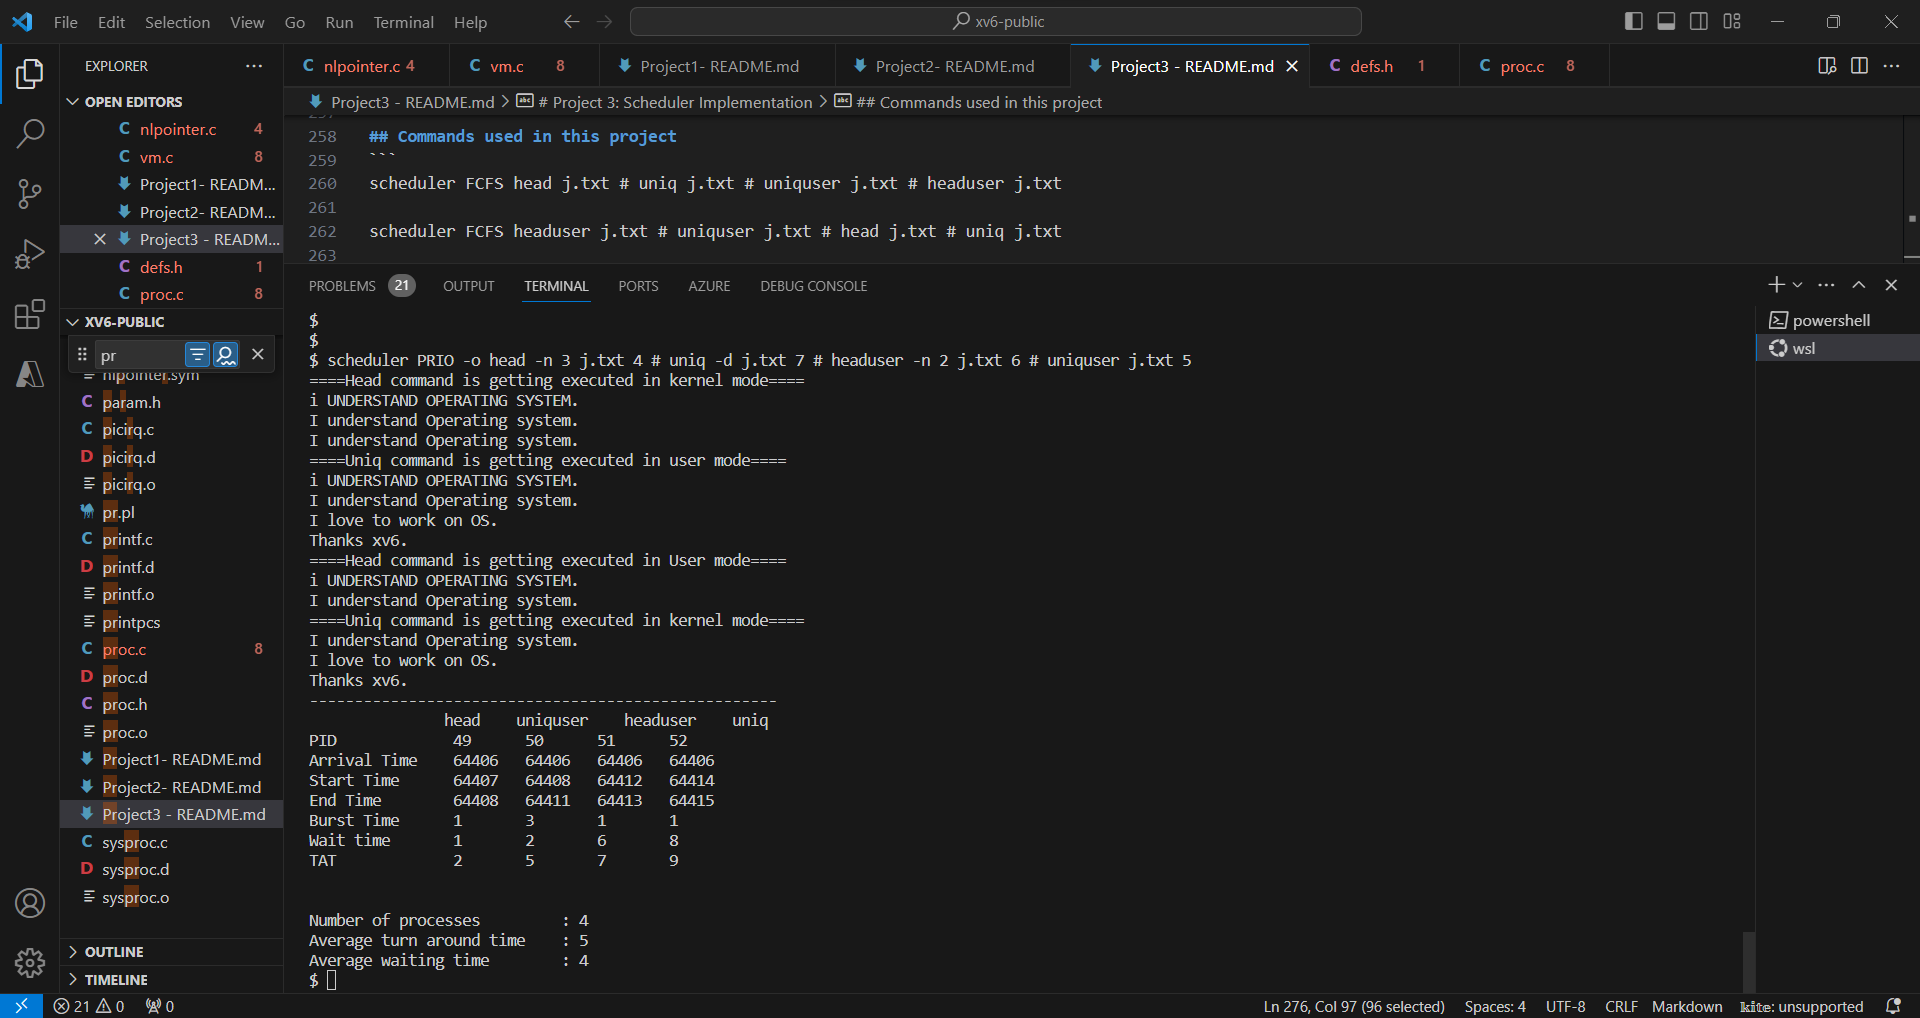 File Edit Selection View Go Run Terminal Help
xv6-public
EXPLORER
OPEN EDITORS
nlpointer.c 4
vm.c 8
Project1- READM...
Project2- READM...
Project3 - READM...
defs.h 1
proc.c 8
XV6-PUBLIC
pr
nlpointer.sym
param.h
picirq.c
picirq.d
picirq.o
pr.pl
printf.c
printf.d
printf.o
printpcs
proc.c 8
proc.d
proc.h
proc.o
Project1- README.md
Project2- README.md
Project3 - README.md
sysproc.c
sysproc.d
sysproc.o
OUTLINE
TIMELINE
nlpointer.c 4 vm.c 8 Project1- README.md Project2- README.md Project3 - README.md defs.h 1 proc.c 8
Project3 - README.md > # Project 3: Scheduler Implementation > ## Commands used in this project
257
258 ## Commands used in this project
259 ```
260 scheduler FCFS head j.txt # uniq j.txt # uniquser j.txt # headuser j.txt
261
262 scheduler FCFS headuser j.txt # uniquser j.txt # head j.txt # uniq j.txt
263
PROBLEMS 21 OUTPUT TERMINAL PORTS AZURE DEBUG CONSOLE
$
$
$ scheduler PRIO -o head -n 3 j.txt 4 # uniq -d j.txt 7 # headuser -n 2 j.txt 6 # uniquser j.txt 5
====Head command is getting executed in kernel mode====
i UNDERSTAND OPERATING SYSTEM.
I understand Operating system.
I understand Operating system.
====Uniq command is getting executed in user mode====
i UNDERSTAND OPERATING SYSTEM.
I understand Operating system.
I love to work on OS.
Thanks xv6.
====Head command is getting executed in User mode====
i UNDERSTAND OPERATING SYSTEM.
I understand Operating system.
====Uniq command is getting executed in kernel mode====
I understand Operating system.
I love to work on OS.
Thanks xv6.
----------------------------------------------------
head uniquser headuser uniq
PID 49 50 51 52
Arrival Time 64406 64406 64406 64406
Start Time 64407 64408 64412 64414
End Time 64408 64411 64413 64415
Burst Time 1 3 1 1
Wait time 1 2 6 8
TAT 2 5 7 9
Number of processes : 4
Average turn around time : 5
Average waiting time : 4
$
powershell
wsl
21 0 0
Ln 276, Col 97 (96 selected) Spaces: 4 UTF-8 CRLF Markdown kite: unsupported